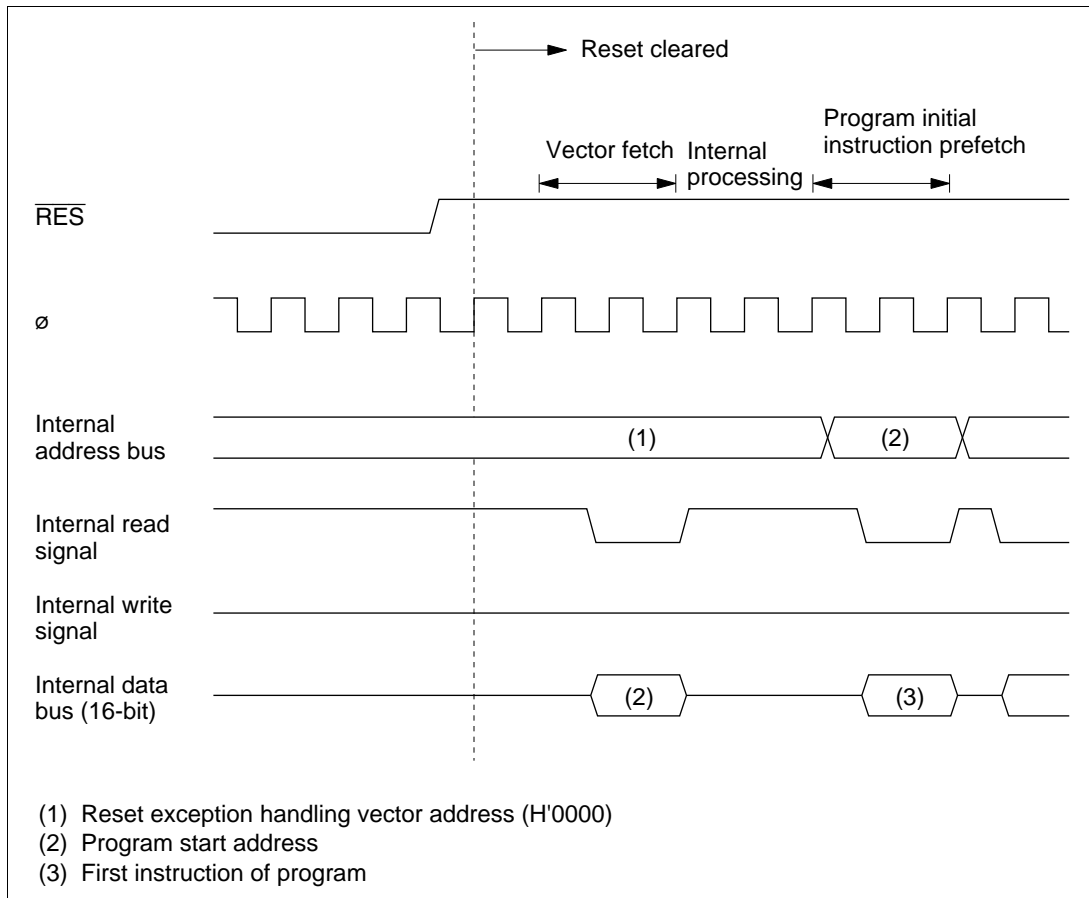 Reset cleared
Vector fetch
Internal
processing
Program initial
instruction prefetch
RES
ø
Internal
address bus
(1)
(2)
Internal read
signal
Internal write
signal
Internal data
bus (16-bit)
(2)
(3)
(1) Reset exception handling vector address (H'0000)
(2) Program start address
(3) First instruction of program